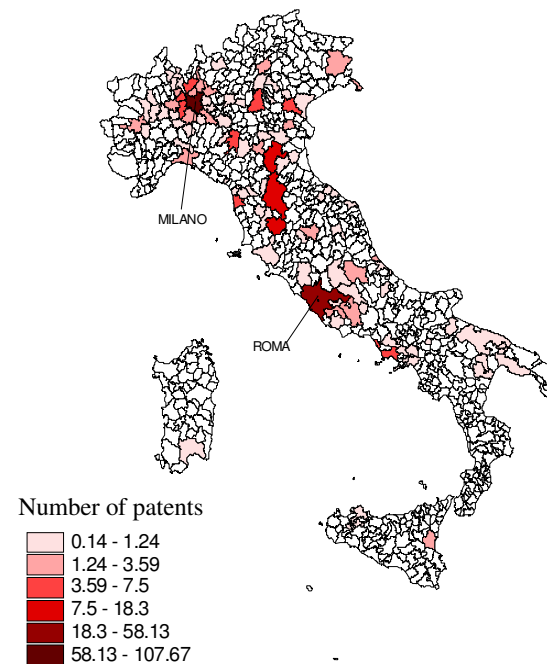 MILANO
ROMA
Number of patents
0.14 - 1.24
1.24 - 3.59
3.59 - 7.5
7.5 - 18.3
18.3 - 58.13
58.13 - 107.67